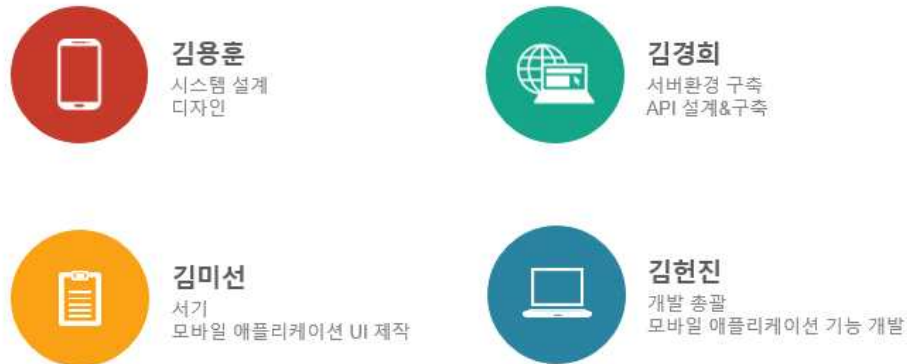 김용훈
시스템 설계
디자인
김경희
서버환경 구축
API 설계&구축
김미선
서기
모바일 애플리케이션 UI 제작
김헌진
개발 총괄
모바일 애플리케이션 기능 개발